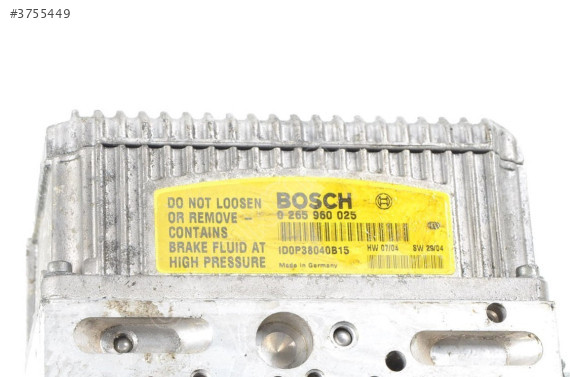 #3755449
DO NOT LOOSEN
OR REMOVE –
CONTAINS
BRAKE FLUID AT
HIGH PRESSURE
BOSCH
0 265 960 025
1D0P38040B15
HW 07/04 SW 29/04
Made in Germany